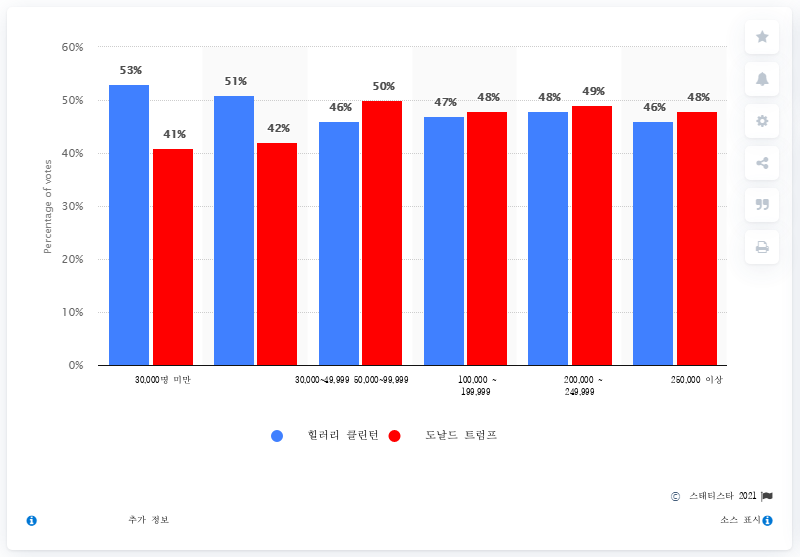 60%
50%
40%
30%
20%
10%
0%
Percentage of votes
53% 41% 51% 42% 46% 50% 47% 48% 48% 49% 46% 48%
30,000명 미만 30,000~49,999 50,000~99,999 100,000 ~ 199,999 200,000 ~ 249,999 250,000 이상
힐러리 클린턴 도날드 트럼프
© 스태티스타 2021
추가 정보 소스 표시